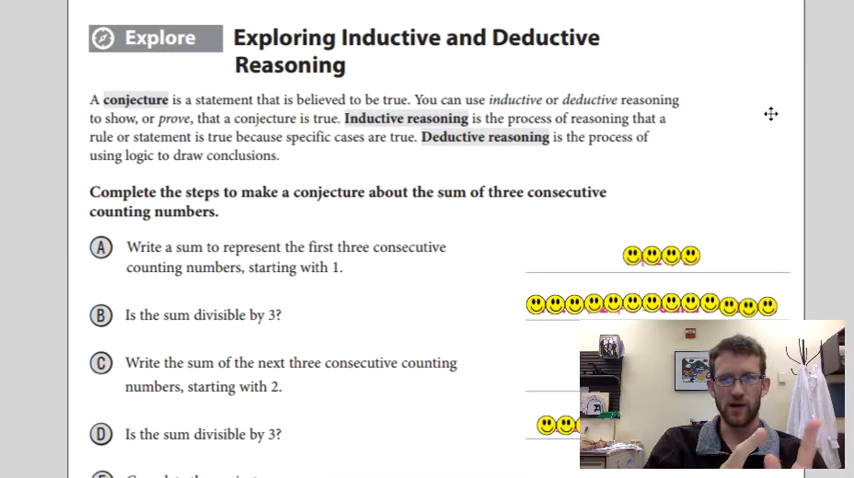 Explore Exploring Inductive and Deductive
Reasoning
A conjecture is a statement that is believed to be true. You can use inductive or deductive reasoning
to show, or prove, that a conjecture is true. Inductive reasoning is the process of reasoning that a
rule or statement is true because specific cases are true. Deductive reasoning is the process of
using logic to draw conclusions.
Complete the steps to make a conjecture about the sum of three consecutive
counting numbers.
A Write a sum to represent the first three consecutive
counting numbers, starting with 1.
B Is the sum divisible by 3?
C Write the sum of the next three consecutive counting
numbers, starting with 2.
D Is the sum divisible by 3?